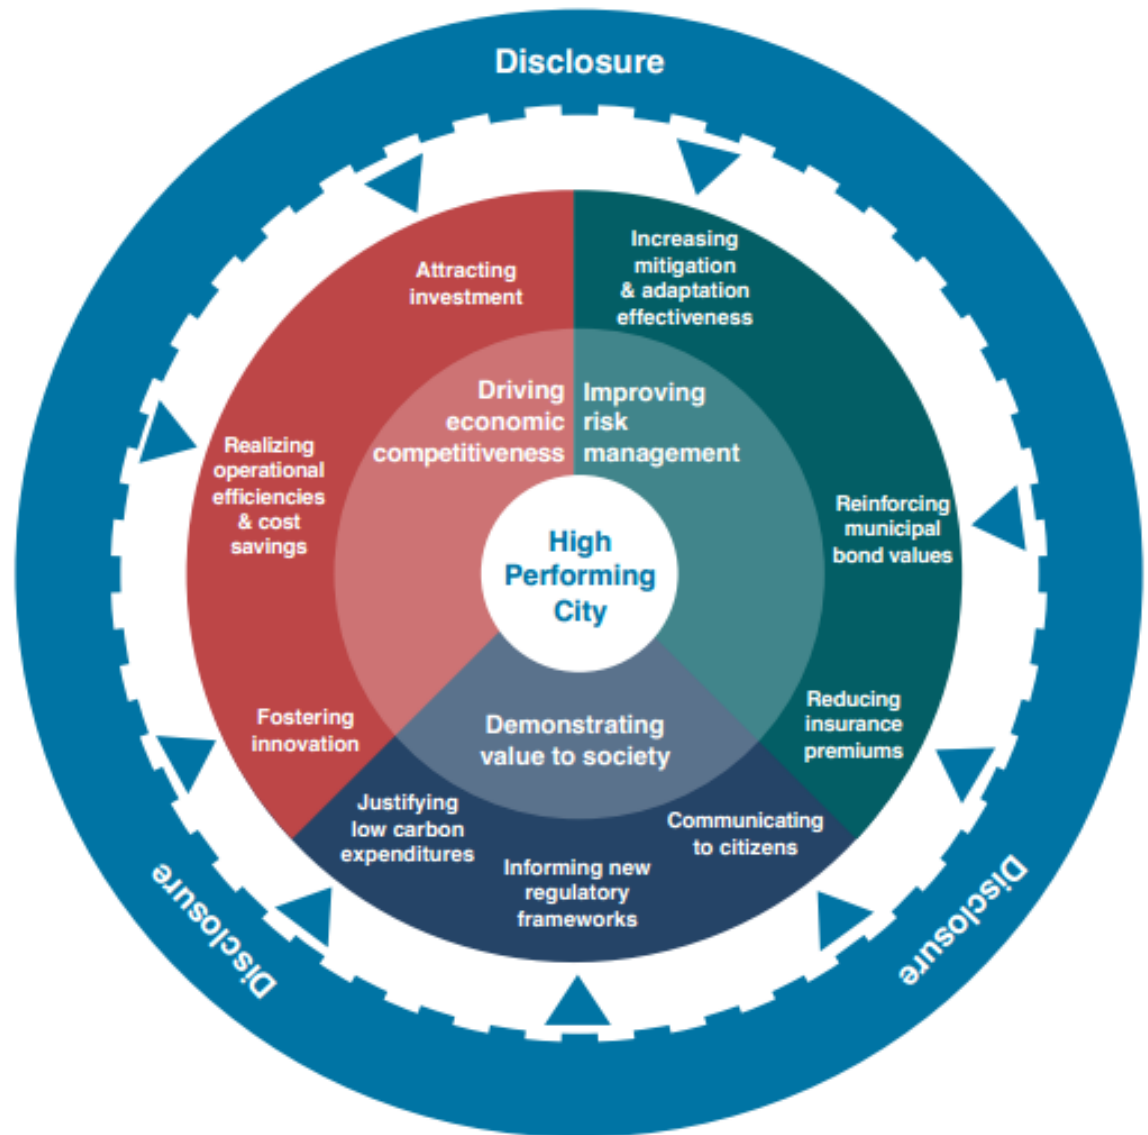 Disclosure
Increasing
mitigation
& adaptation
effectiveness
Attracting
investment
Driving
economic
competitiveness
Improving
risk
management
Realizing
operational
efficiencies
& cost
savings
Reinforcing
municipal
bond values
High
Performing
City
Fostering
innovation
Demonstrating
value to society
Reducing
insurance
premiums
Justifying
low carbon
expenditures
Informing new
regulatory
frameworks
Communicating
to citizens
Disclosure
Disclosure